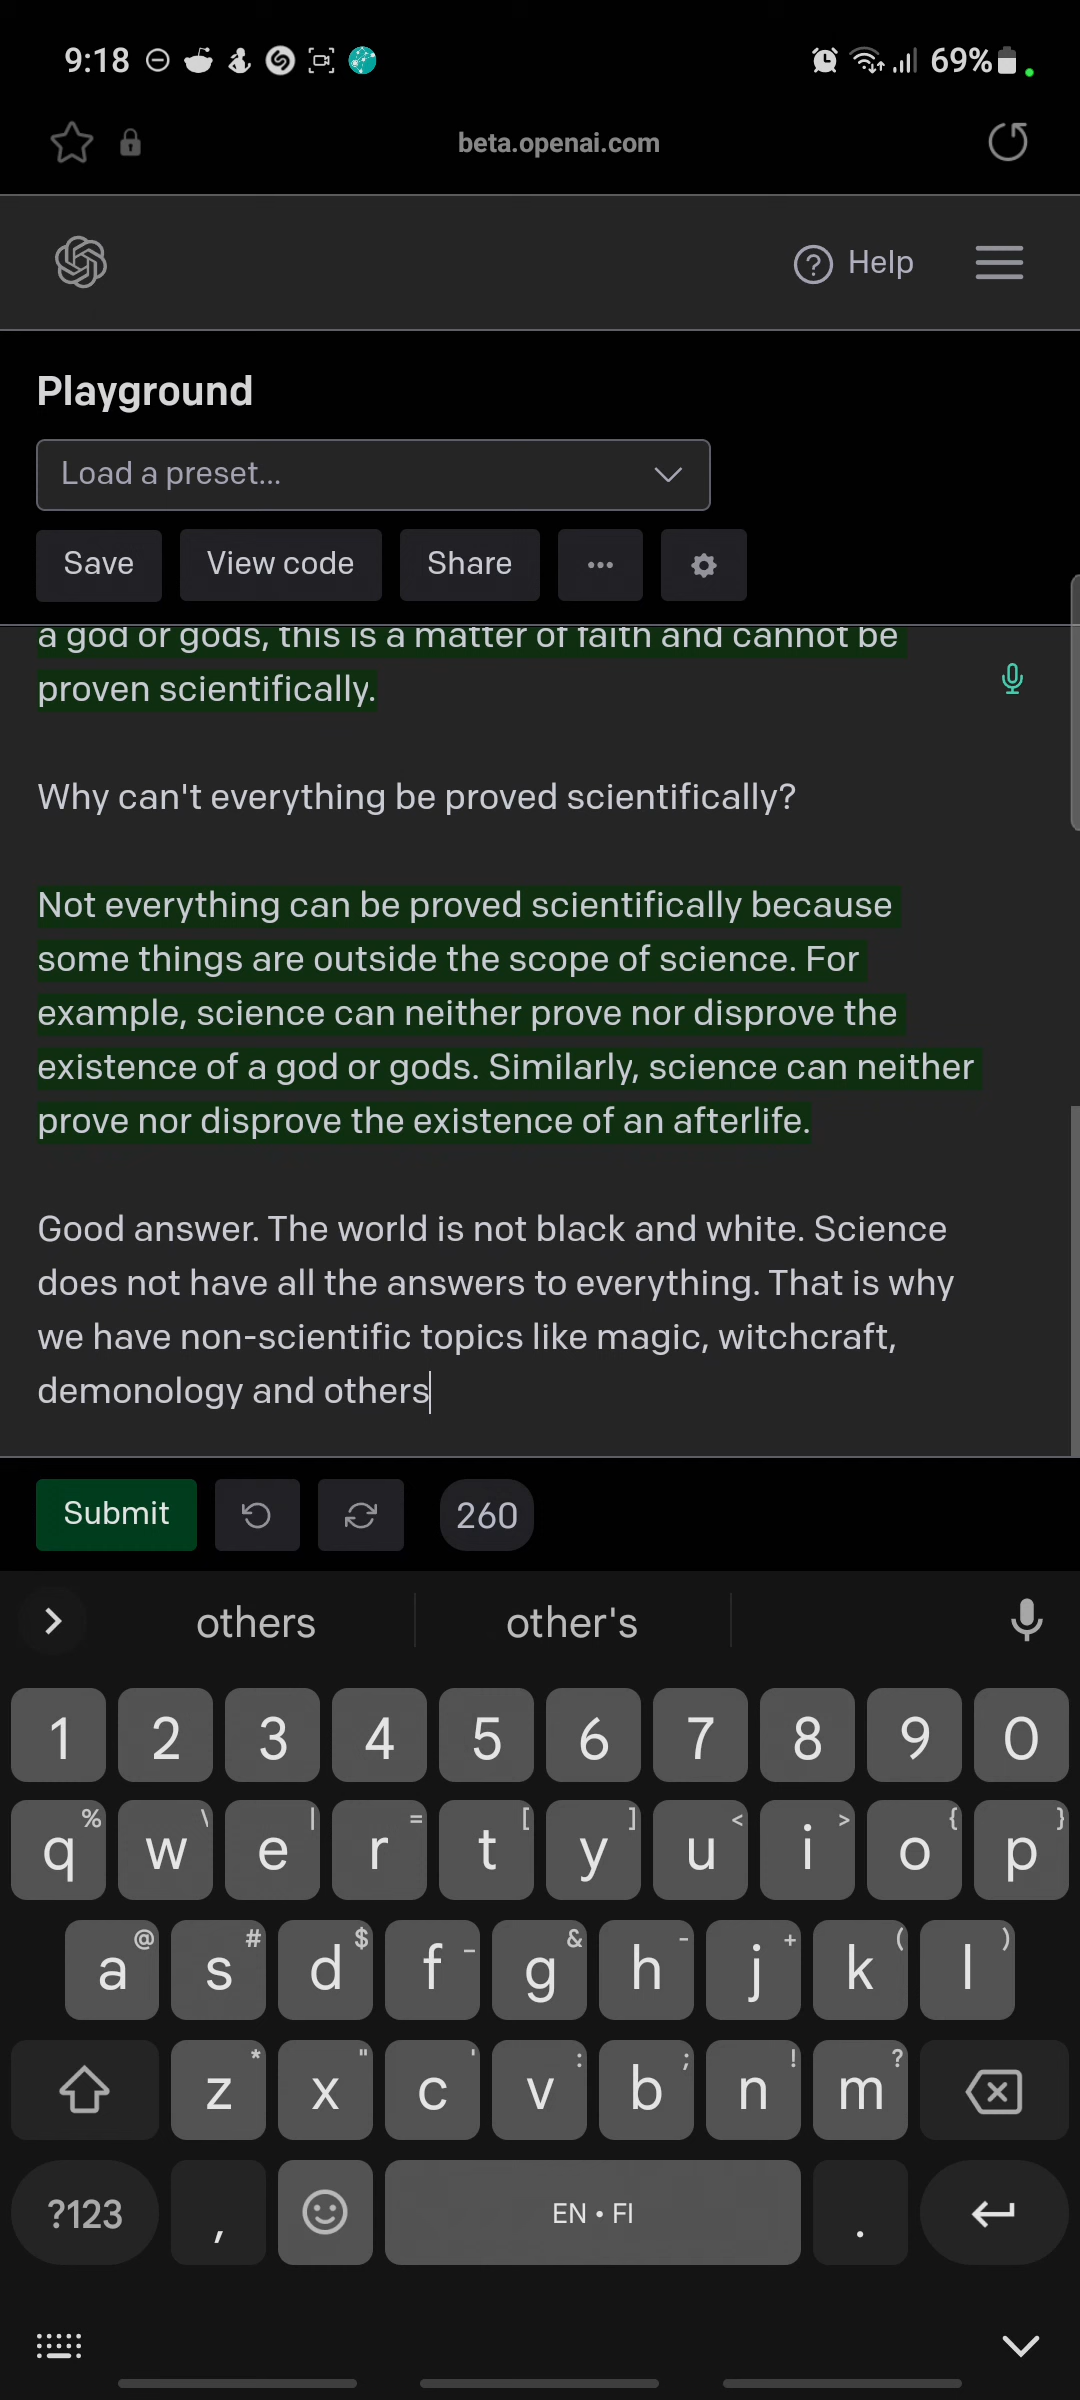 9:18
69%
beta.openai.com
Help
Playground
Load a preset...
Save View code Share ...
a god or gods, this is a matter of faith and cannot be
proven scientifically.
Why can't everything be proved scientifically?
Not everything can be proved scientifically because
some things are outside the scope of science. For
example, science can neither prove nor disprove the
existence of a god or gods. Similarly, science can neither
prove nor disprove the existence of an afterlife.
Good answer. The world is not black and white. Science
does not have all the answers to everything. That is why
we have non-scientific topics like magic, witchcraft,
demonology and others
Submit 260
others other's
1 2 3 4 5 6 7 8 9 0
% \ | = [ ] < > { }
q w e r t y u i o p
@ # $ _ & - + ( )
a s d f g h j k l
* " ' : ; ! ?
z x c v b n m
?123 , EN • FI .